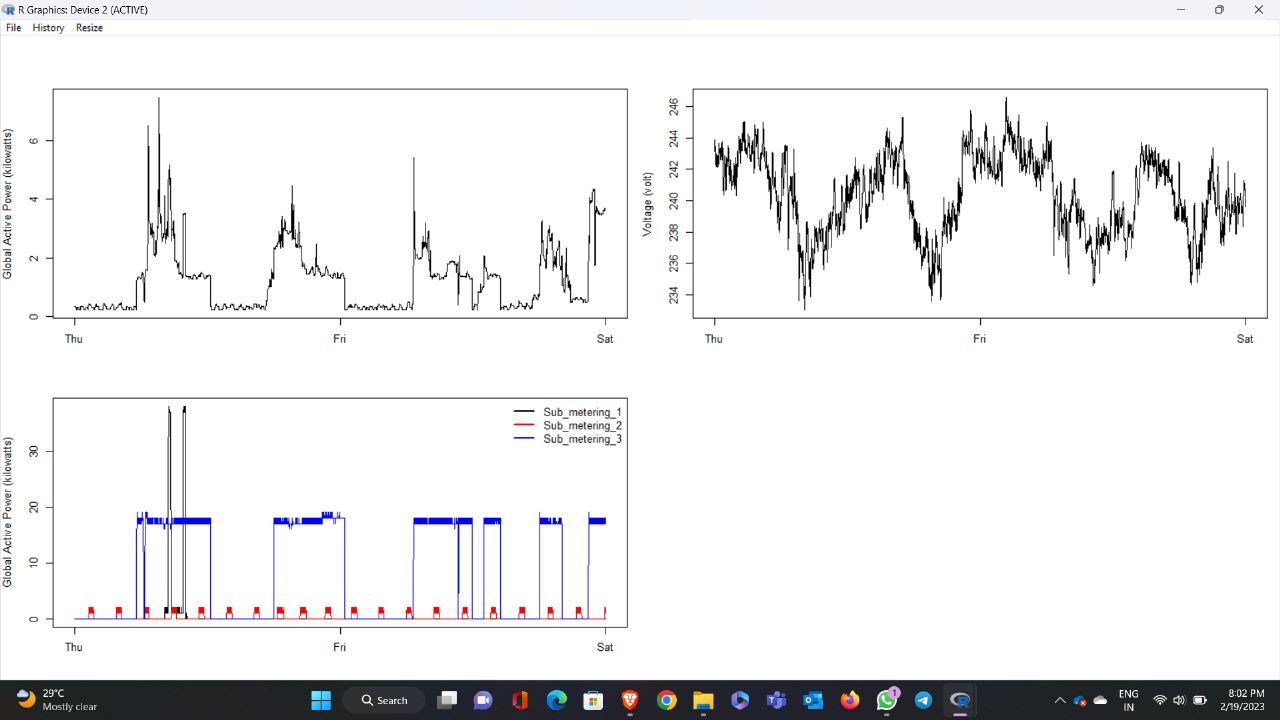 R Graphics: Device 2 (ACTIVE)
File History Resize
Global Active Power (kilowatts)
6
4
2
0
Thu Fri Sat
Voltage (volt)
246
244
242
240
238
236
234
Thu Fri Sat
Global Active Power (kilowatts)
30
20
10
0
Sub_metering_1
Sub_metering_2
Sub_metering_3
Thu Fri Sat
29°C
Mostly clear
Search
1
ENG
IN
8:02 PM
2/19/2023